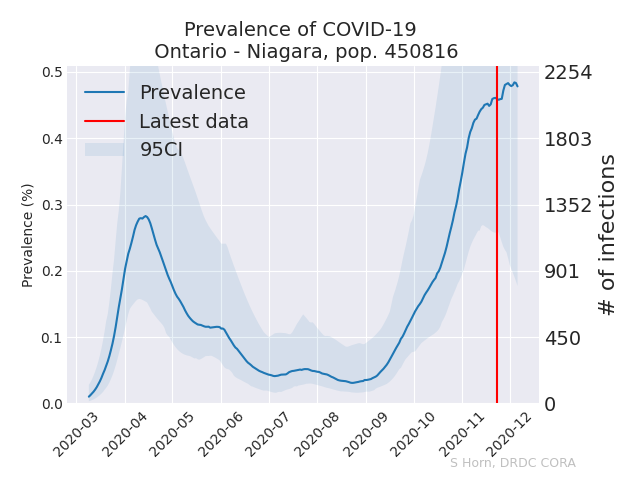 Prevalence of COVID-19
Ontario - Niagara, pop. 450816
Prevalence
Latest data
95CI
Prevalence (%)
0.5
0.4
0.3
0.2
0.1
0.0
2254
1803
1352
901
450
0
# of infections
2020-03
2020-04
2020-05
2020-06
2020-07
2020-08
2020-09
2020-10
2020-11
2020-12
S Horn, DRDC CORA